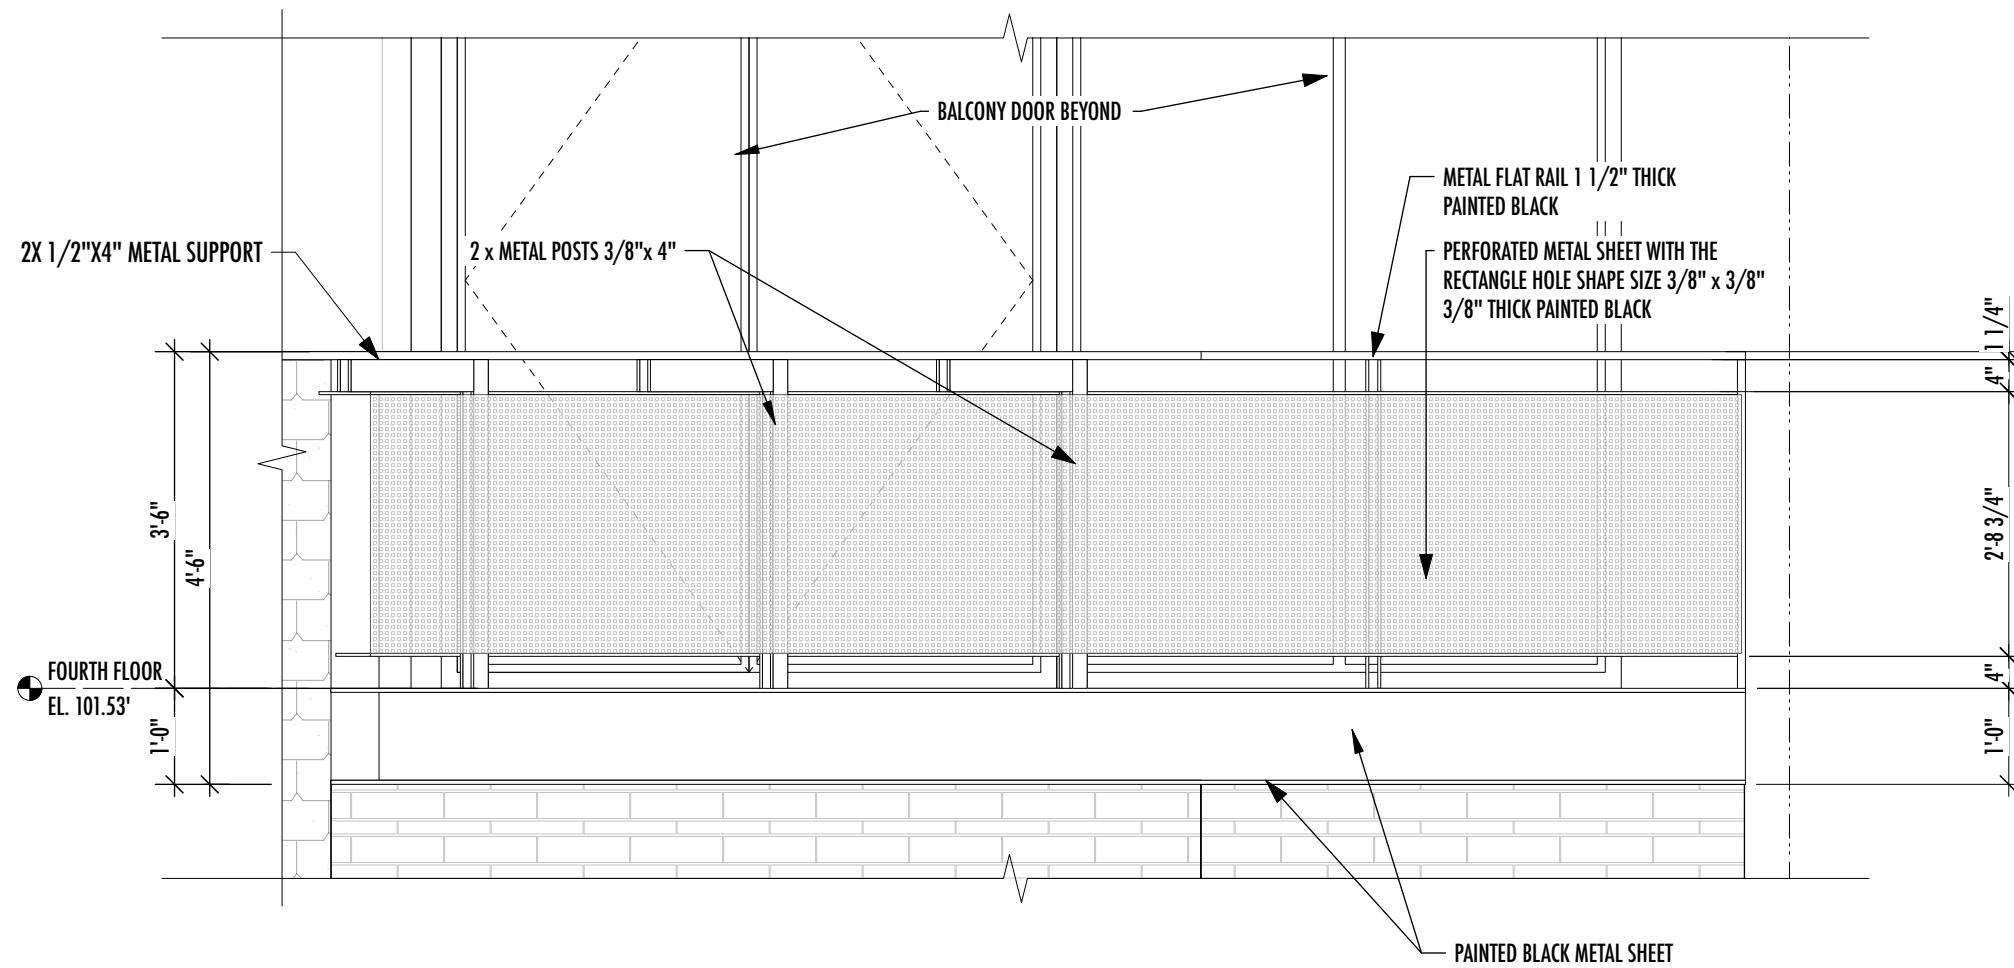 BALCONY DOOR BEYOND
METAL FLAT RAIL 1 1/2" THICK
PAINTED BLACK
2X 1/2"X4" METAL SUPPORT
2 x METAL POSTS 3/8"x 4"
PERFORATED METAL SHEET WITH THE
RECTANGLE HOLE SHAPE SIZE 3/8" x 3/8"
3/8" THICK PAINTED BLACK
1 1/4"
4"
3'-6"
4'-6"
2'-8 3/4"
FOURTH FLOOR
EL. 101.53'
4"
1'-0"
1'-0"
PAINTED BLACK METAL SHEET